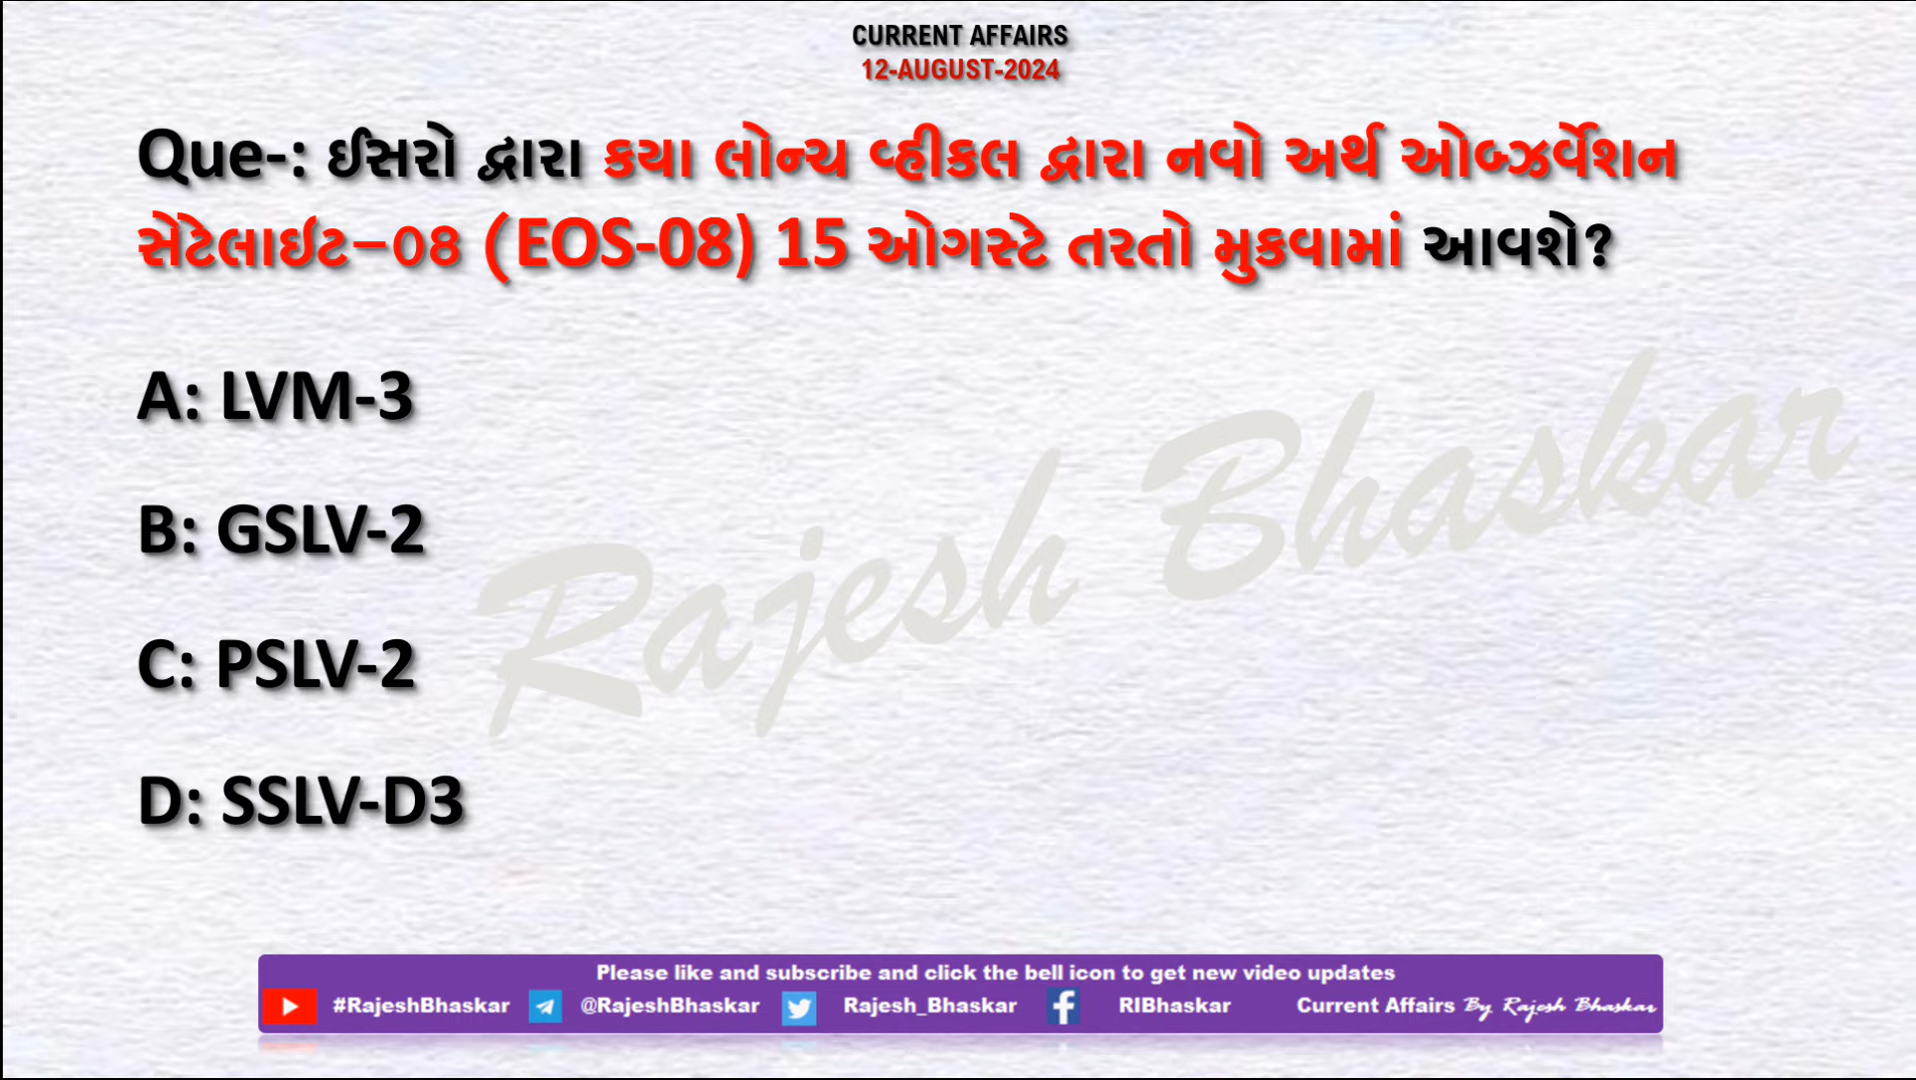 CURRENT AFFAIRS
12-AUGUST-2024
Que-: ઈસરો દ્વારા કયા લોન્ચ વ્હીકલ દ્વારા નવો અર્થ ઓબ્ઝર્વેશન
સેટેલાઈટ–08 (EOS-08) 15 ઓગસ્ટે તરતો મુકવામાં આવશે?
A: LVM-3
B: GSLV-2
C: PSLV-2
D: SSLV-D3
Rajesh Bhaskar
Please like and subscribe and click the bell icon to get new video updates
#RajeshBhaskar @RajeshBhaskar Rajesh_Bhaskar RIBhaskar Current Affairs By Rajesh Bhaskar